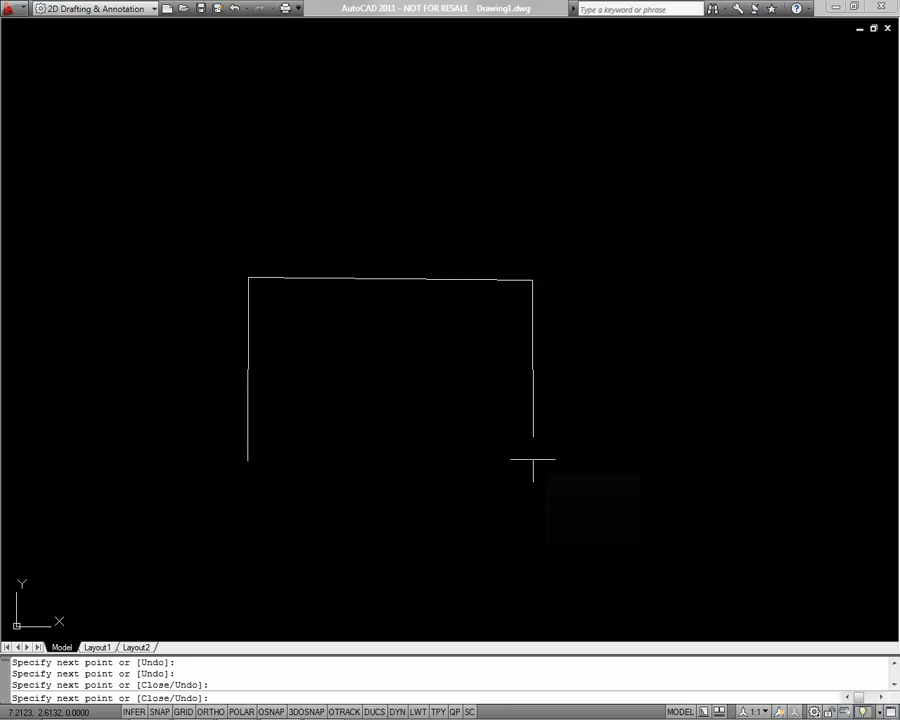 2D Drafting & Annotation AutoCAD 2011 - NOT FOR RESALE Drawing1.dwg Type a keyword or phrase
Y
X
Model Layout1 Layout2
Specify next point or [Undo]:
Specify next point or [Undo]:
Specify next point or [Close/Undo]:
Specify next point or [Close/Undo]:
7.2123, 2.6132, 0.0000 INFER SNAP GRID ORTHO POLAR OSNAP 3DOSNAP OTRACK DUCS DYN LWT TPY QP SC MODEL 1:1